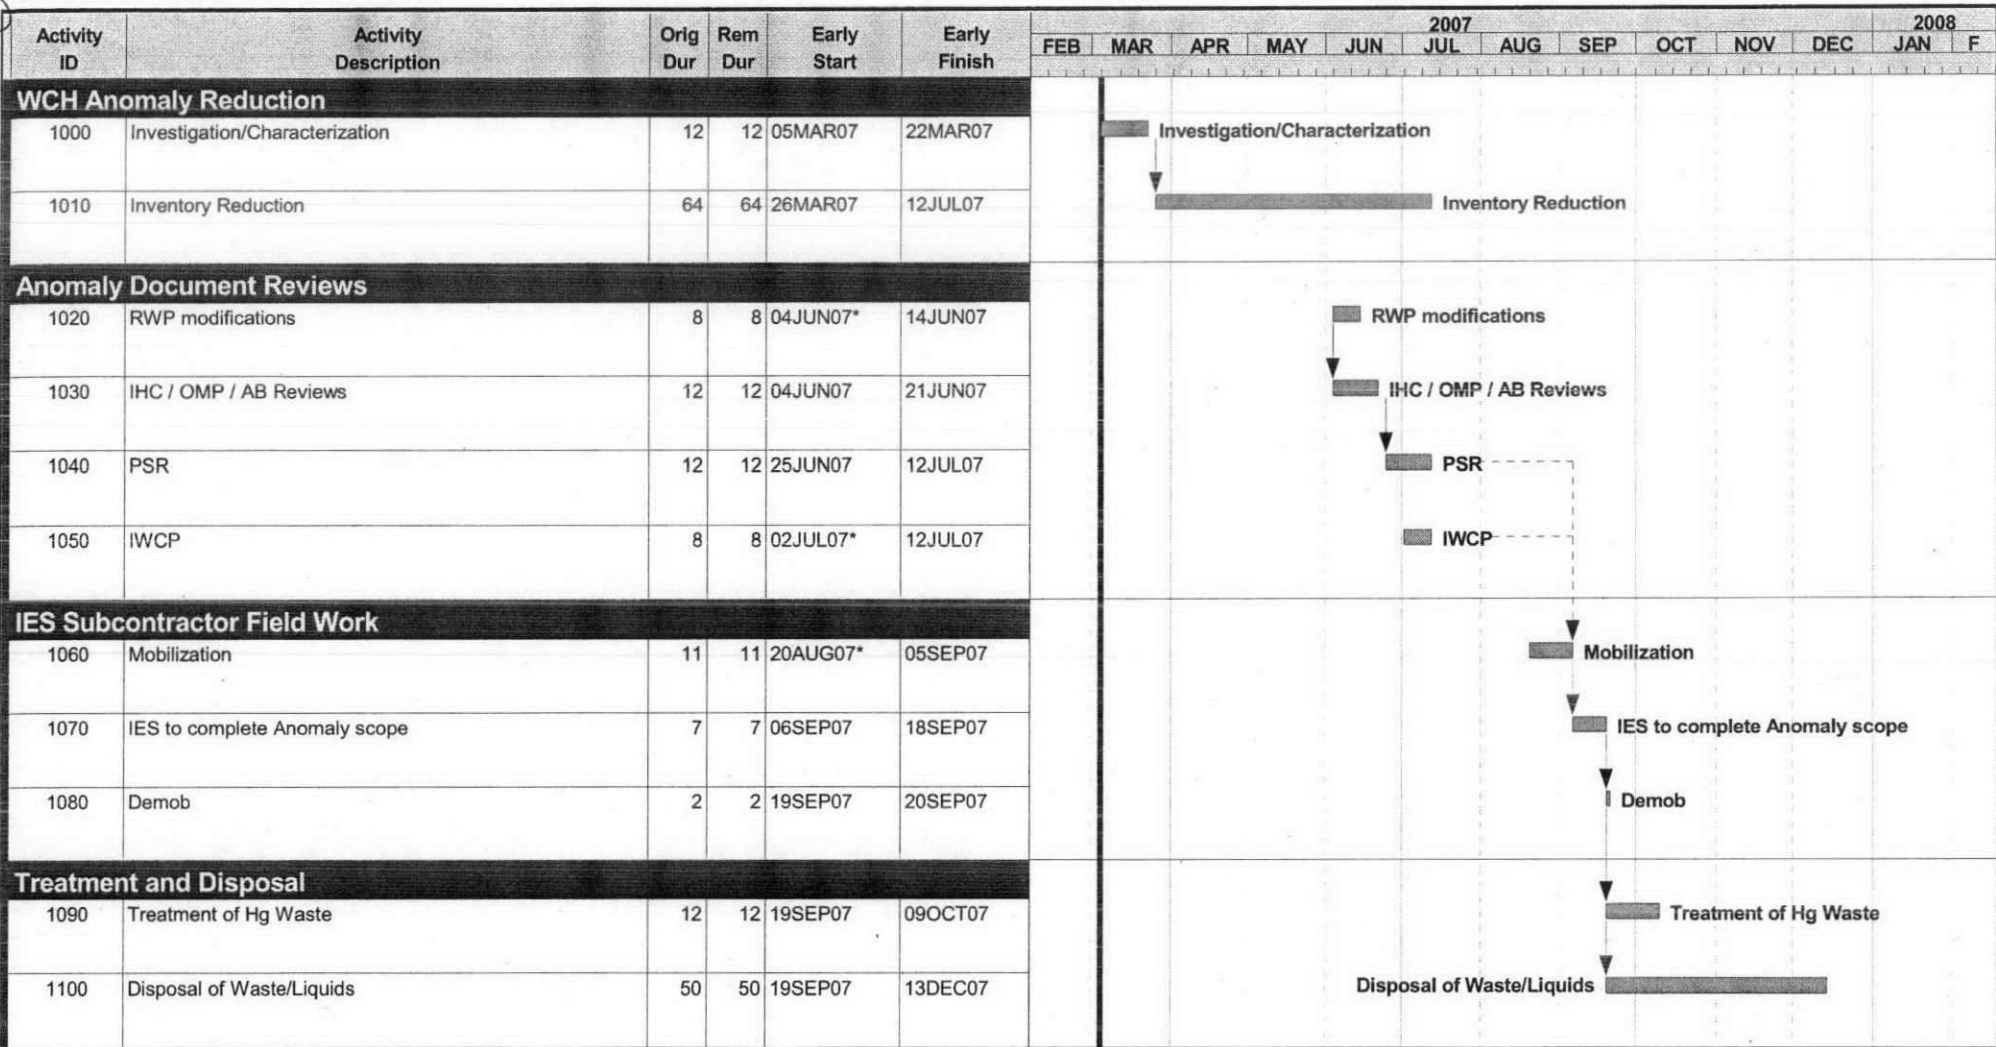 2007 2008
Activity ID Activity Description Orig Dur Rem Dur Early Start Early Finish FEB MAR APR MAY JUN JUL AUG SEP OCT NOV DEC JAN F
WCH Anomaly Reduction
1000 Investigation/Characterization 12 12 05MAR07 22MAR07 Investigation/Characterization
1010 Inventory Reduction 64 64 26MAR07 12JUL07 Inventory Reduction
Anomaly Document Reviews
1020 RWP modifications 8 8 04JUN07* 14JUN07 RWP modifications
1030 IHC / OMP / AB Reviews 12 12 04JUN07 21JUN07 IHC / OMP / AB Reviews
1040 PSR 12 12 25JUN07 12JUL07 PSR
1050 IWCP 8 8 02JUL07* 12JUL07 IWCP
IES Subcontractor Field Work
1060 Mobilization 11 11 20AUG07* 05SEP07 Mobilization
1070 IES to complete Anomaly scope 7 7 06SEP07 18SEP07 IES to complete Anomaly scope
1080 Demob 2 2 19SEP07 20SEP07 Demob
Treatment and Disposal
1090 Treatment of Hg Waste 12 12 19SEP07 09OCT07 Treatment of Hg Waste
1100 Disposal of Waste/Liquids 50 50 19SEP07 13DEC07 Disposal of Waste/Liquids